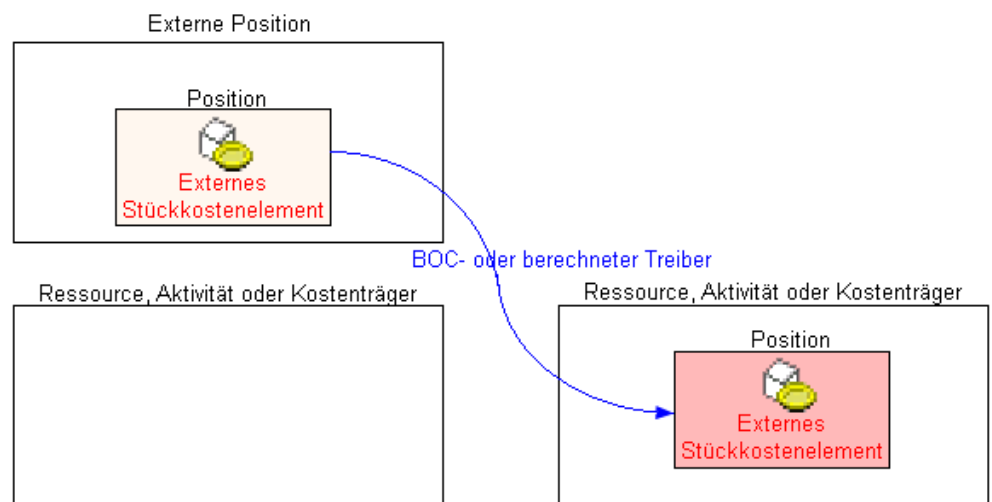 Externe Position
Position
Externes
Stückkostenelement
BOC- oder berechneter Treiber
Ressource, Aktivität oder Kostenträger
Ressource, Aktivität oder Kostenträger
Position
Externes
Stückkostenelement